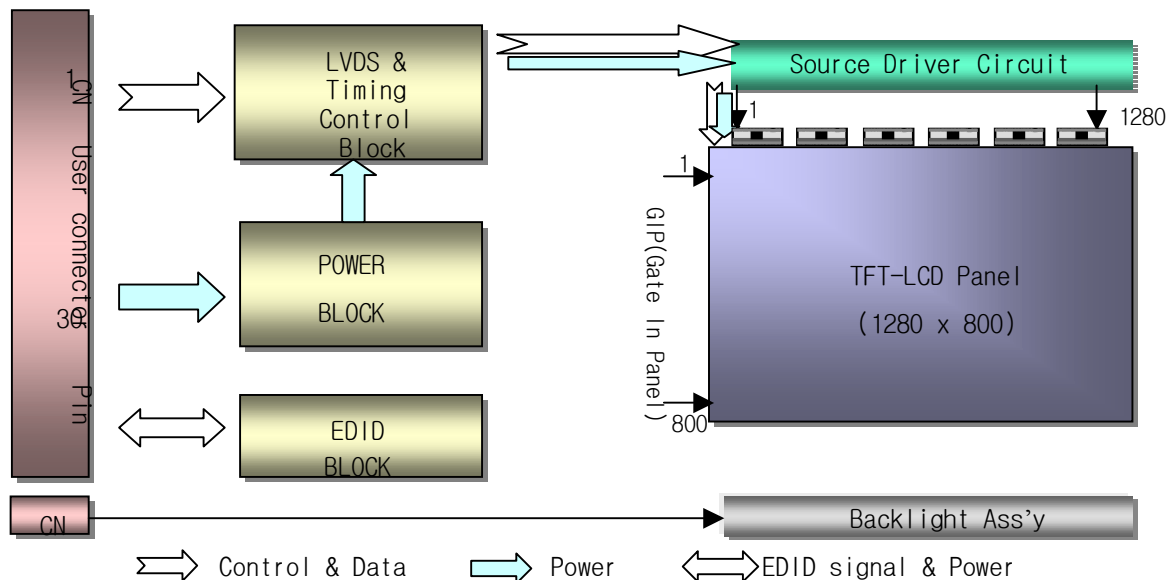 CN 1 User connector 30 Pin
LVDS &
Timing
Control
Block
POWER
BLOCK
EDID
BLOCK
Source Driver Circuit
1
1280
1
GIP(Gate In Panel)
800
TFT-LCD Panel
(1280 x 800)
CN
Backlight Ass’y
Control & Data
Power
EDID signal & Power